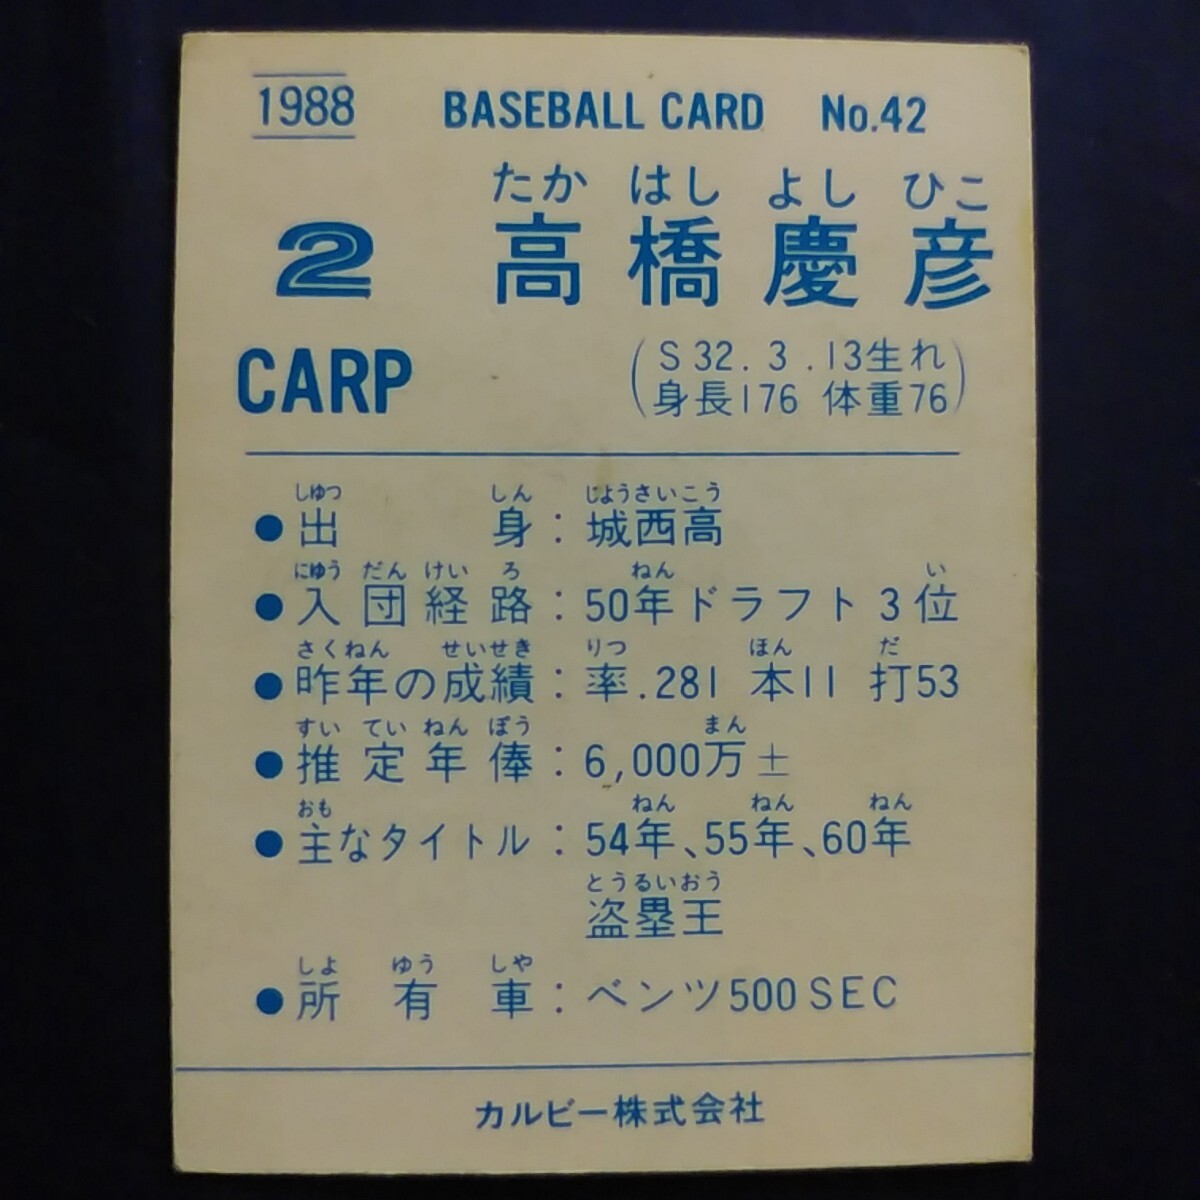 1988 BASEBALL CARD No.42
たか はし よし ひこ
2 高橋慶彦
CARP
(S32.3.13生れ
身長176 体重76)
しゆつ しん じようさいこう
●出身：城西高
にゆう だん けい ろ ねん い
●入団経路：50年ドラフト3位
さくねん せいせき りつ ほん だ
●昨年の成績：率.281 本11 打53
すい てい ねん ぽう まん
●推定年俸：6,000万±
おも ねん ねん ねん
●主なタイトル：54年、55年、60年
とうるいおう
盗塁王
しよ ゆう しや
●所有車：ベンツ500SEC
カルビー株式会社